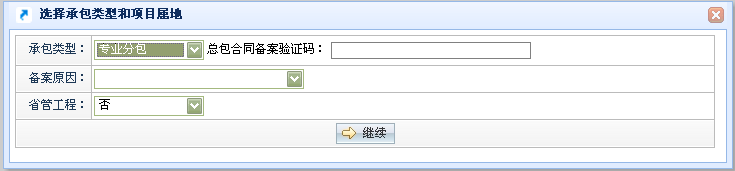 选择承包类型和项目属地
承包类型： 专业分包 总包合同备案验证码：
备案原因：
省管工程： 否
继续